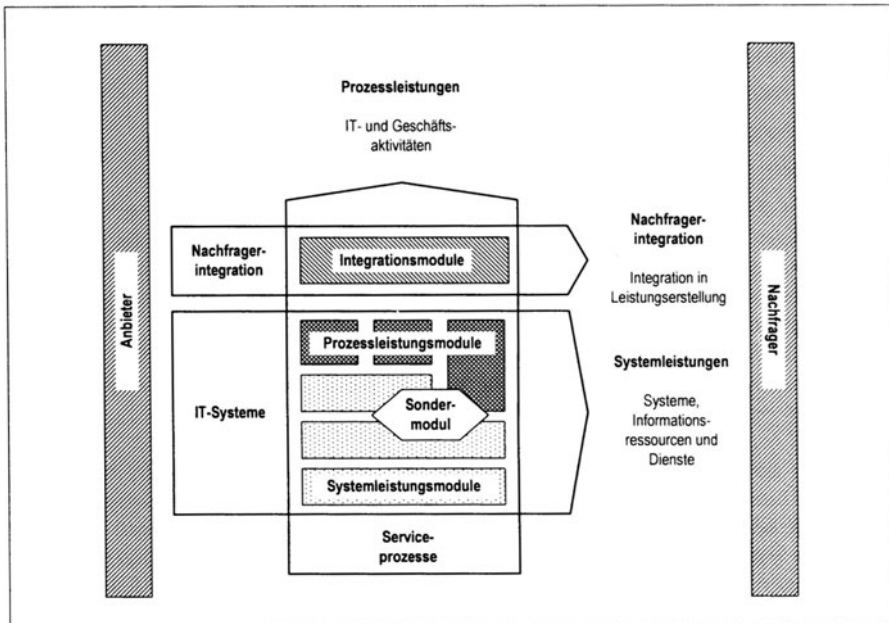 Prozessleistungen
IT- und Geschäfts-
aktivitäten
Anbieter
Nachfrager-
integration
Integrationsmodule
Nachfrager-
integration
Integration in
Leistungserstellung
Nachfrager
IT-Systeme
Prozessleistungsmodule
Sonder-
modul
Systemleistungsmodule
Systemleistungen
Systeme,
Informations-
ressourcen und
Dienste
Service-
prozesse